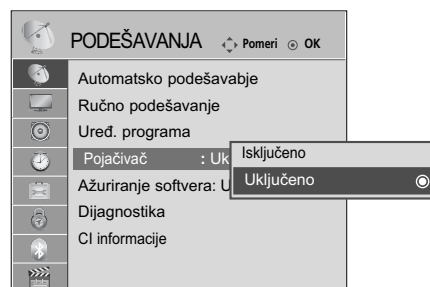 PODEŠAVANJA Pomeri OK
Automatsko podešavabje
Ručno podešavanje
Uređ. programa
Pojačivač : Uk
Isključeno
Uključeno
Ažuriranje softvera: U
Dijagnostika
CI informacije